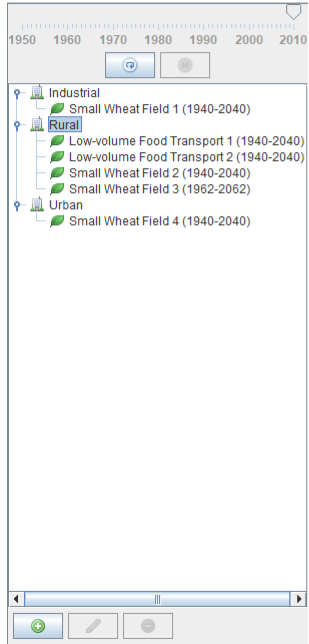 1950 1960 1970 1980 1990 2000 2010
Industrial
Small Wheat Field 1 (1940-2040)
Rural
Low-volume Food Transport 1 (1940-2040)
Low-volume Food Transport 2 (1940-2040)
Small Wheat Field 2 (1940-2040)
Small Wheat Field 3 (1962-2062)
Urban
Small Wheat Field 4 (1940-2040)